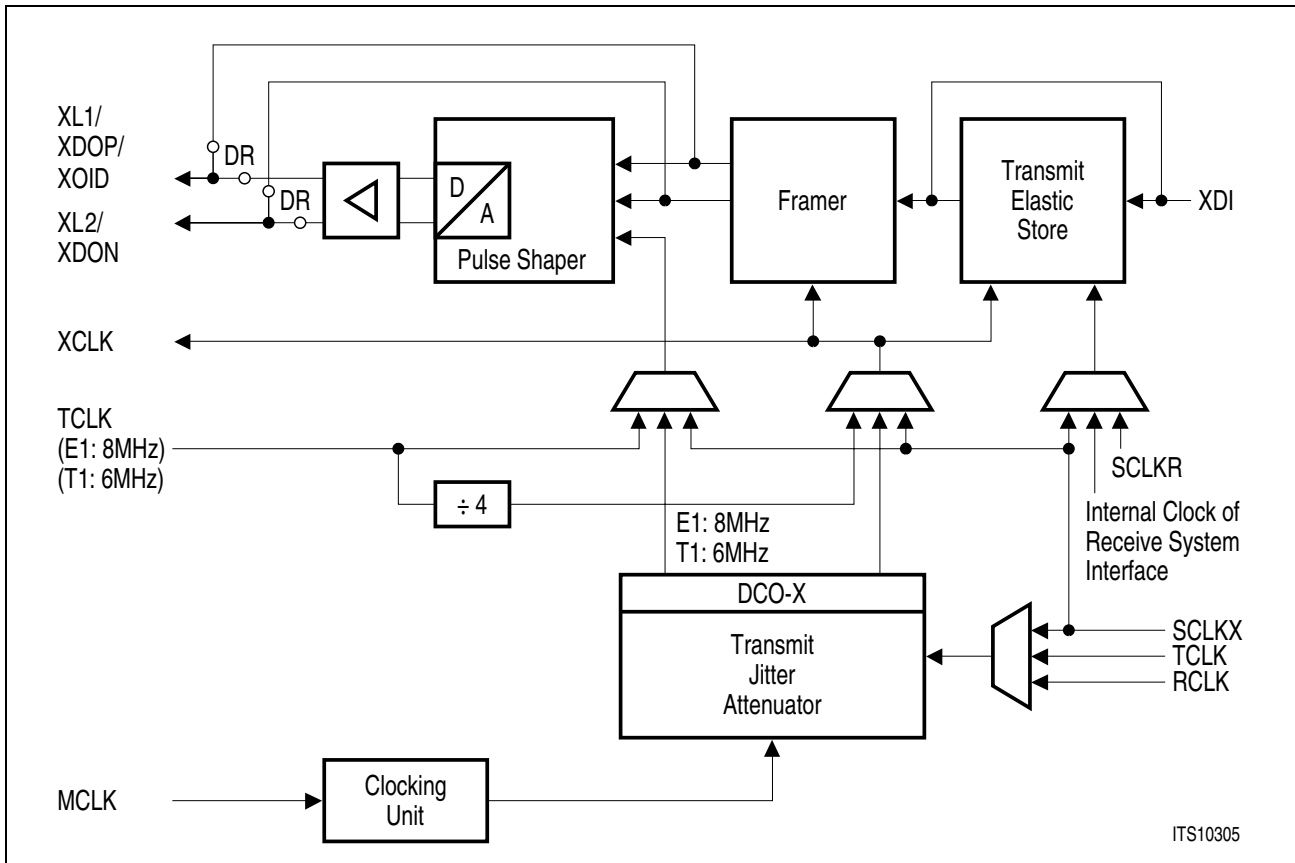 XL1/
XDOP/
XOID
DR
XL2/
XDON
DR
D
A
Pulse Shaper
Framer
Transmit
Elastic
Store
XDI
XCLK
TCLK
(E1: 8MHz)
(T1: 6MHz)
÷ 4
E1: 8MHz
T1: 6MHz
SCLKR
Internal Clock of
Receive System
Interface
DCO-X
Transmit
Jitter
Attenuator
SCLKX
TCLK
RCLK
MCLK
Clocking
Unit
ITS10305